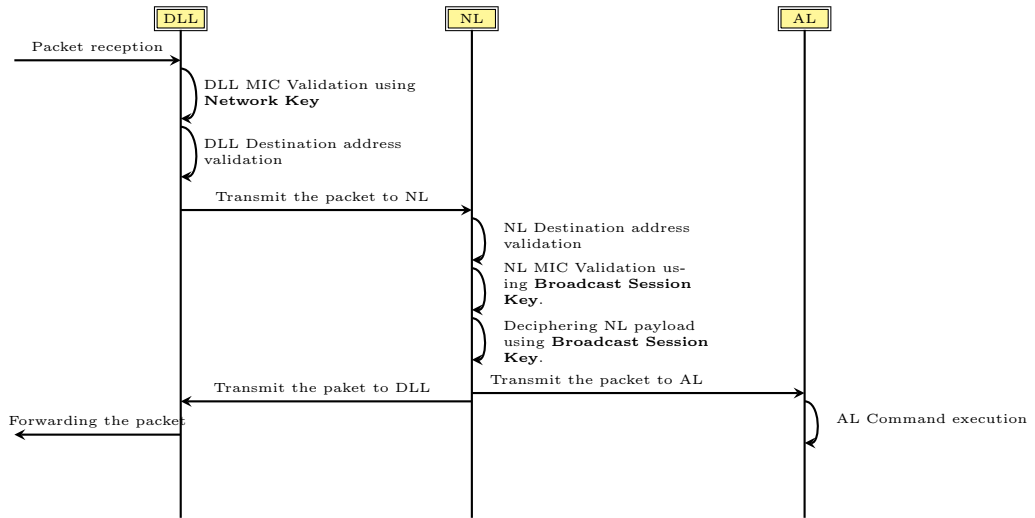 DLL
NL
AL
Packet reception
DLL MIC Validation using
Network Key
DLL Destination address
validation
Transmit the packet to NL
NL Destination address
validation
NL MIC Validation us-
ing Broadcast Session
Key.
Deciphering NL payload
using Broadcast Session
Key.
Transmit the packet to AL
Transmit the paket to DLL
Forwarding the packet
AL Command execution